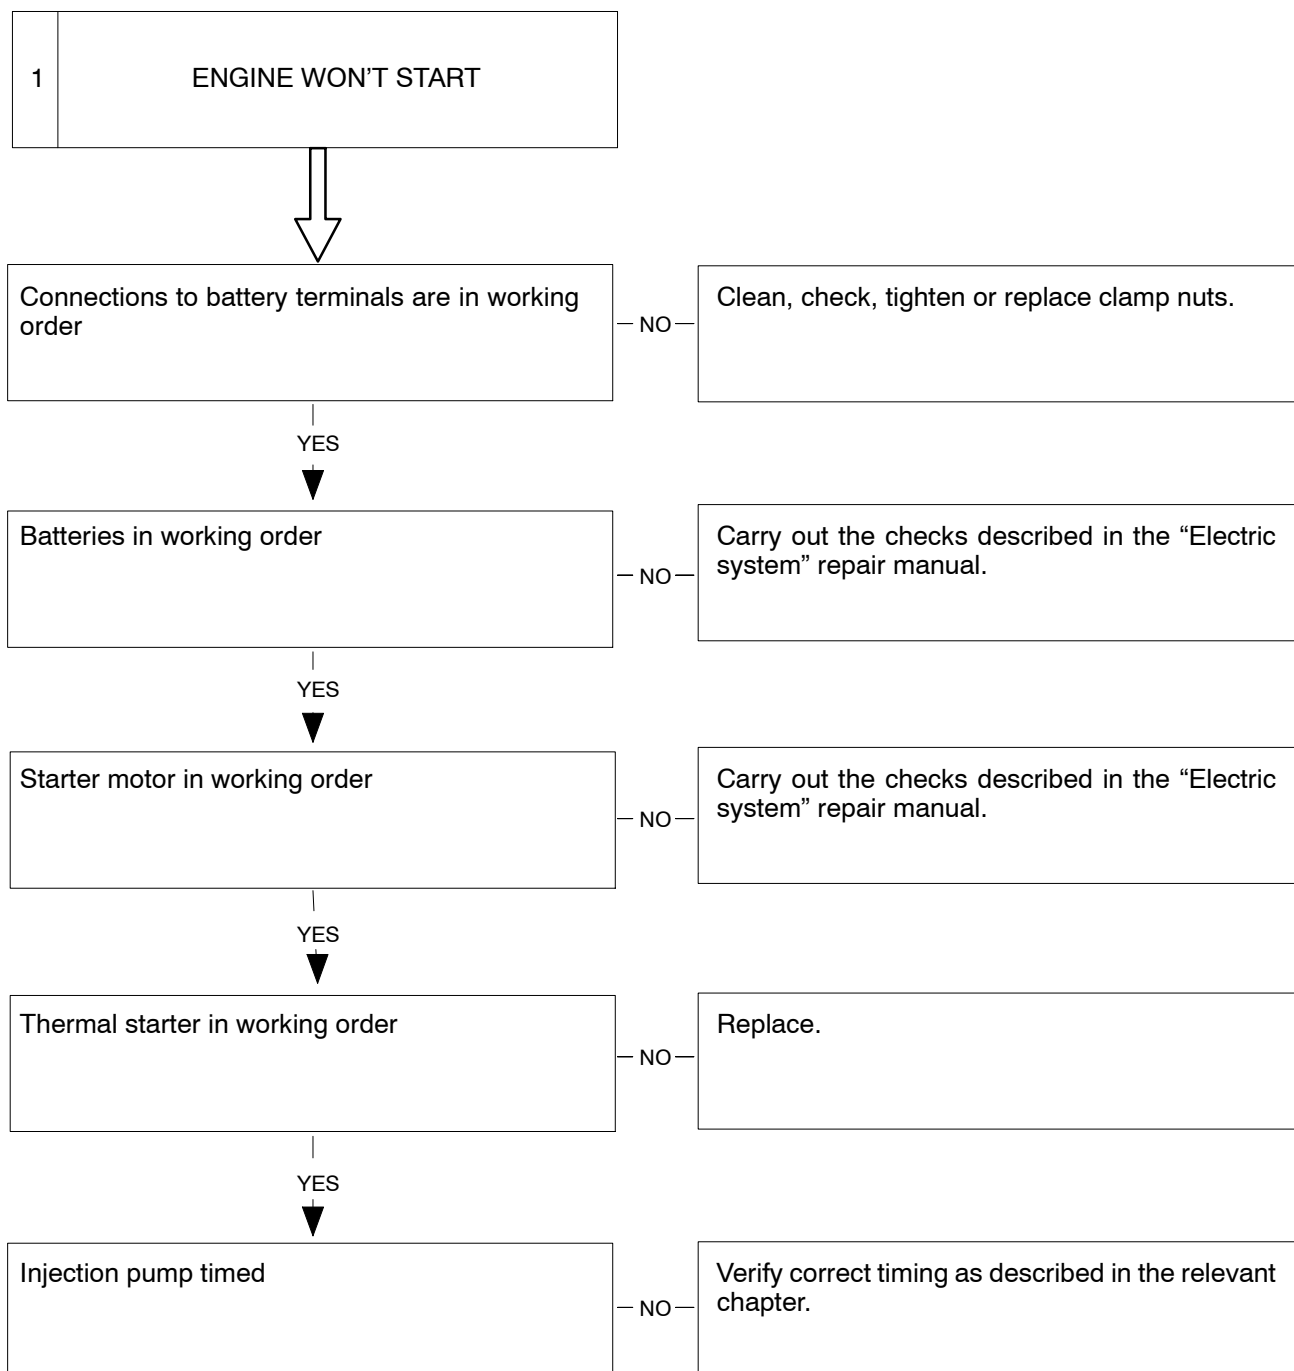 1
ENGINE WON’T START
Connections to battery terminals are in working
order
NO
Clean, check, tighten or replace clamp nuts.
YES
Batteries in working order
NO
Carry out the checks described in the “Electric
system” repair manual.
YES
Starter motor in working order
NO
Carry out the checks described in the “Electric
system” repair manual.
YES
Thermal starter in working order
NO
Replace.
YES
Injection pump timed
NO
Verify correct timing as described in the relevant
chapter.